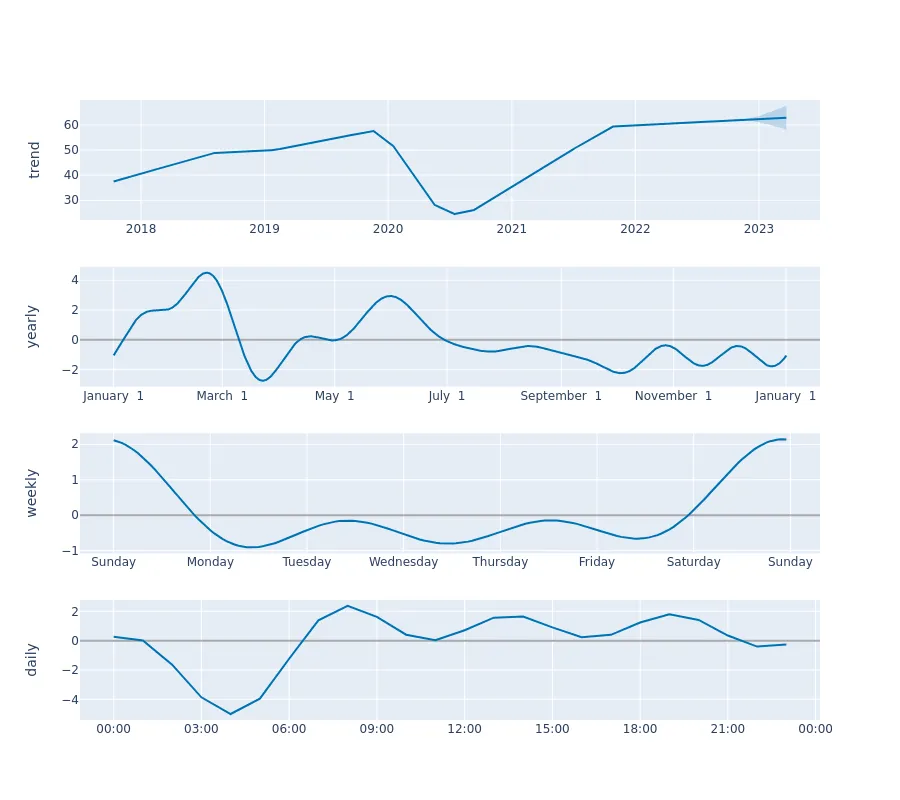 trend
60
50
40
30
2018 2019 2020 2021 2022 2023
yearly
4
2
0
−2
January 1 March 1 May 1 July 1 September 1 November 1 January 1
weekly
2
1
0
−1
Sunday Monday Tuesday Wednesday Thursday Friday Saturday Sunday
daily
2
0
−2
−4
00:00 03:00 06:00 09:00 12:00 15:00 18:00 21:00 00:00